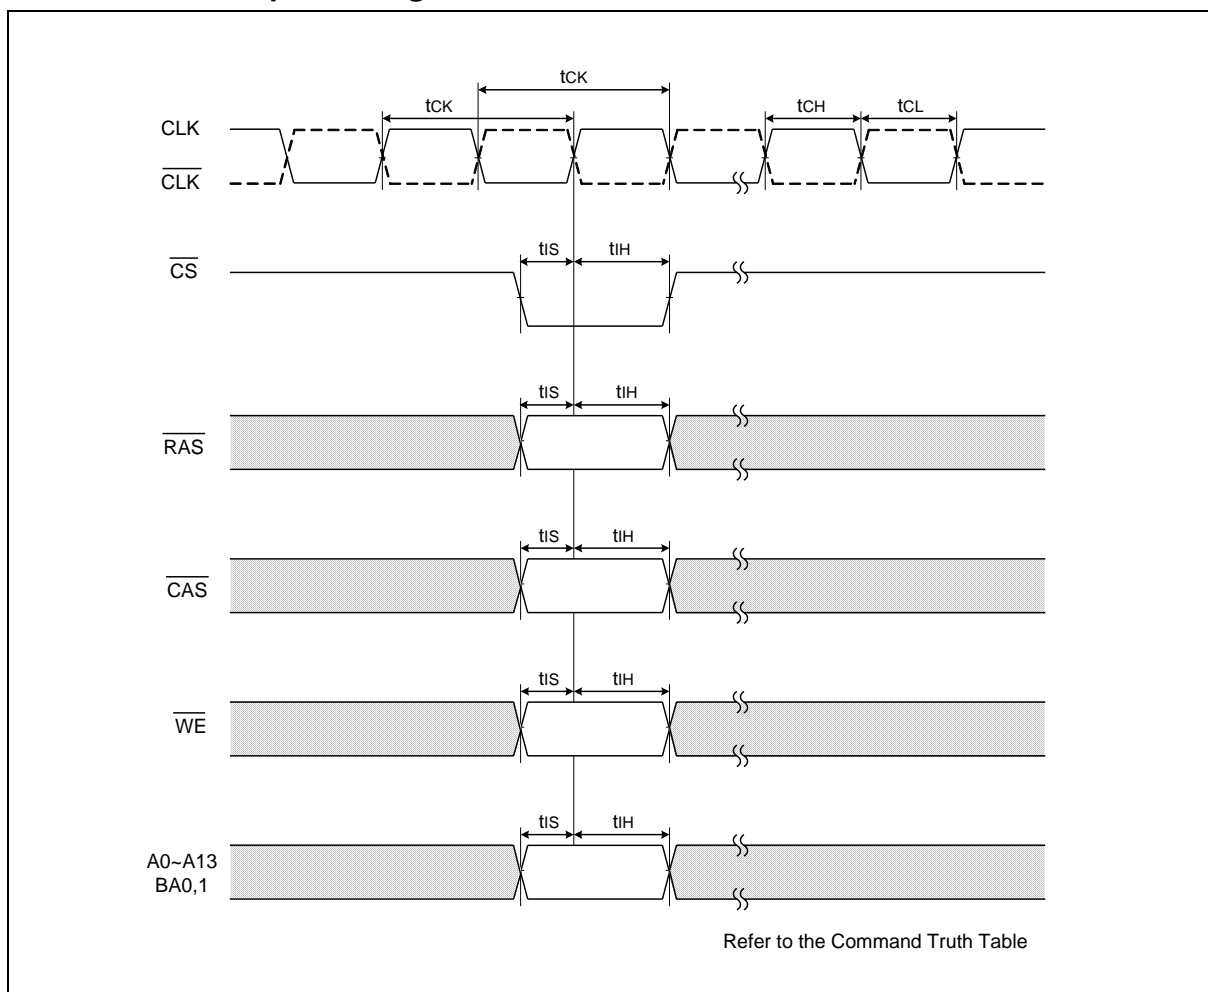 tCK
tCK tCH tCL
CLK
CLK
tIS tIH
CS
tIS tIH
RAS
tIS tIH
CAS
tIS tIH
WE
tIS tIH
A0~A13
BA0,1
Refer to the Command Truth Table